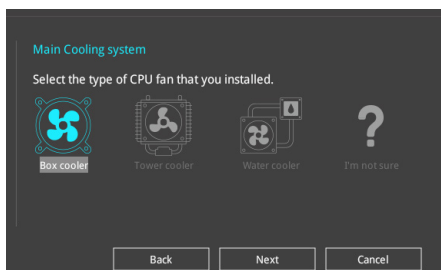 Main Cooling system
Select the type of CPU fan that you installed.
Box cooler Tower cooler Water cooler I'm not sure
Back Next Cancel